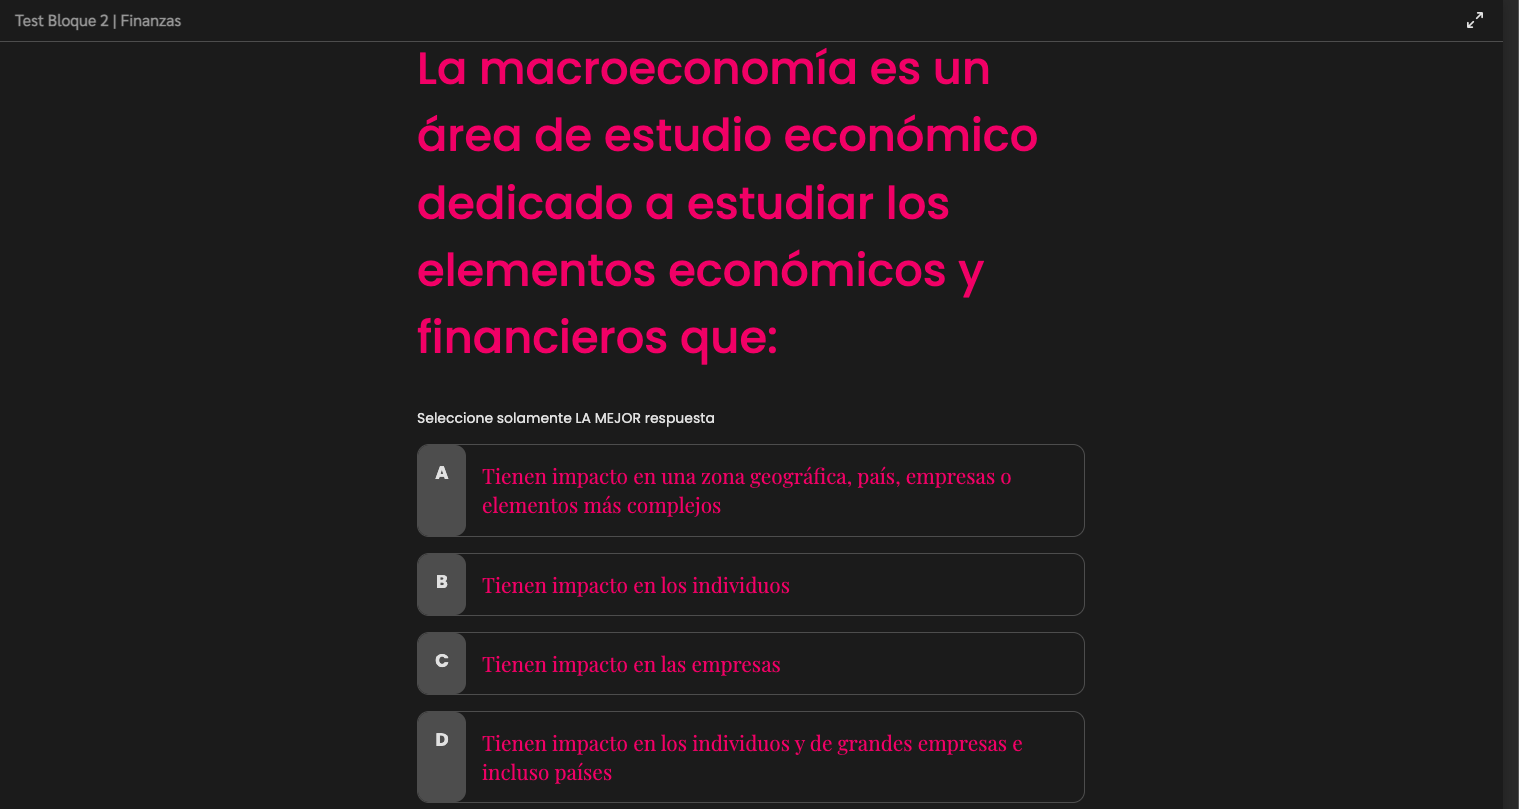 Test Bloque 2 | Finanzas
La macroeconomía es un
área de estudio económico
dedicado a estudiar los
elementos económicos y
financieros que:
Seleccione solamente LA MEJOR respuesta
A
Tienen impacto en una zona geográfica, país, empresas o
elementos más complejos
B
Tienen impacto en los individuos
C
Tienen impacto en las empresas
D
Tienen impacto en los individuos y de grandes empresas e
incluso países